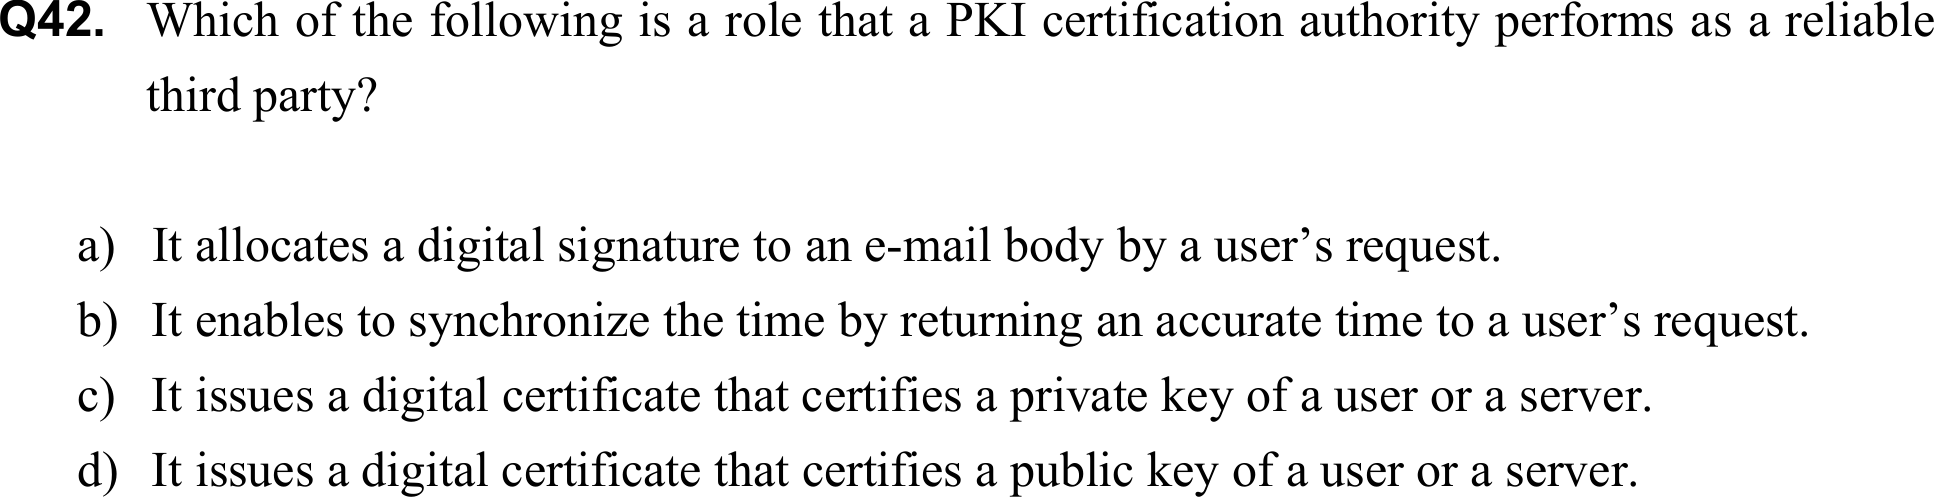 Q42. Which of the following is a role that a PKI certification authority performs as a reliable
third party?
a) It allocates a digital signature to an e-mail body by a user’s request.
b) It enables to synchronize the time by returning an accurate time to a user’s request.
c) It issues a digital certificate that certifies a private key of a user or a server.
d) It issues a digital certificate that certifies a public key of a user or a server.